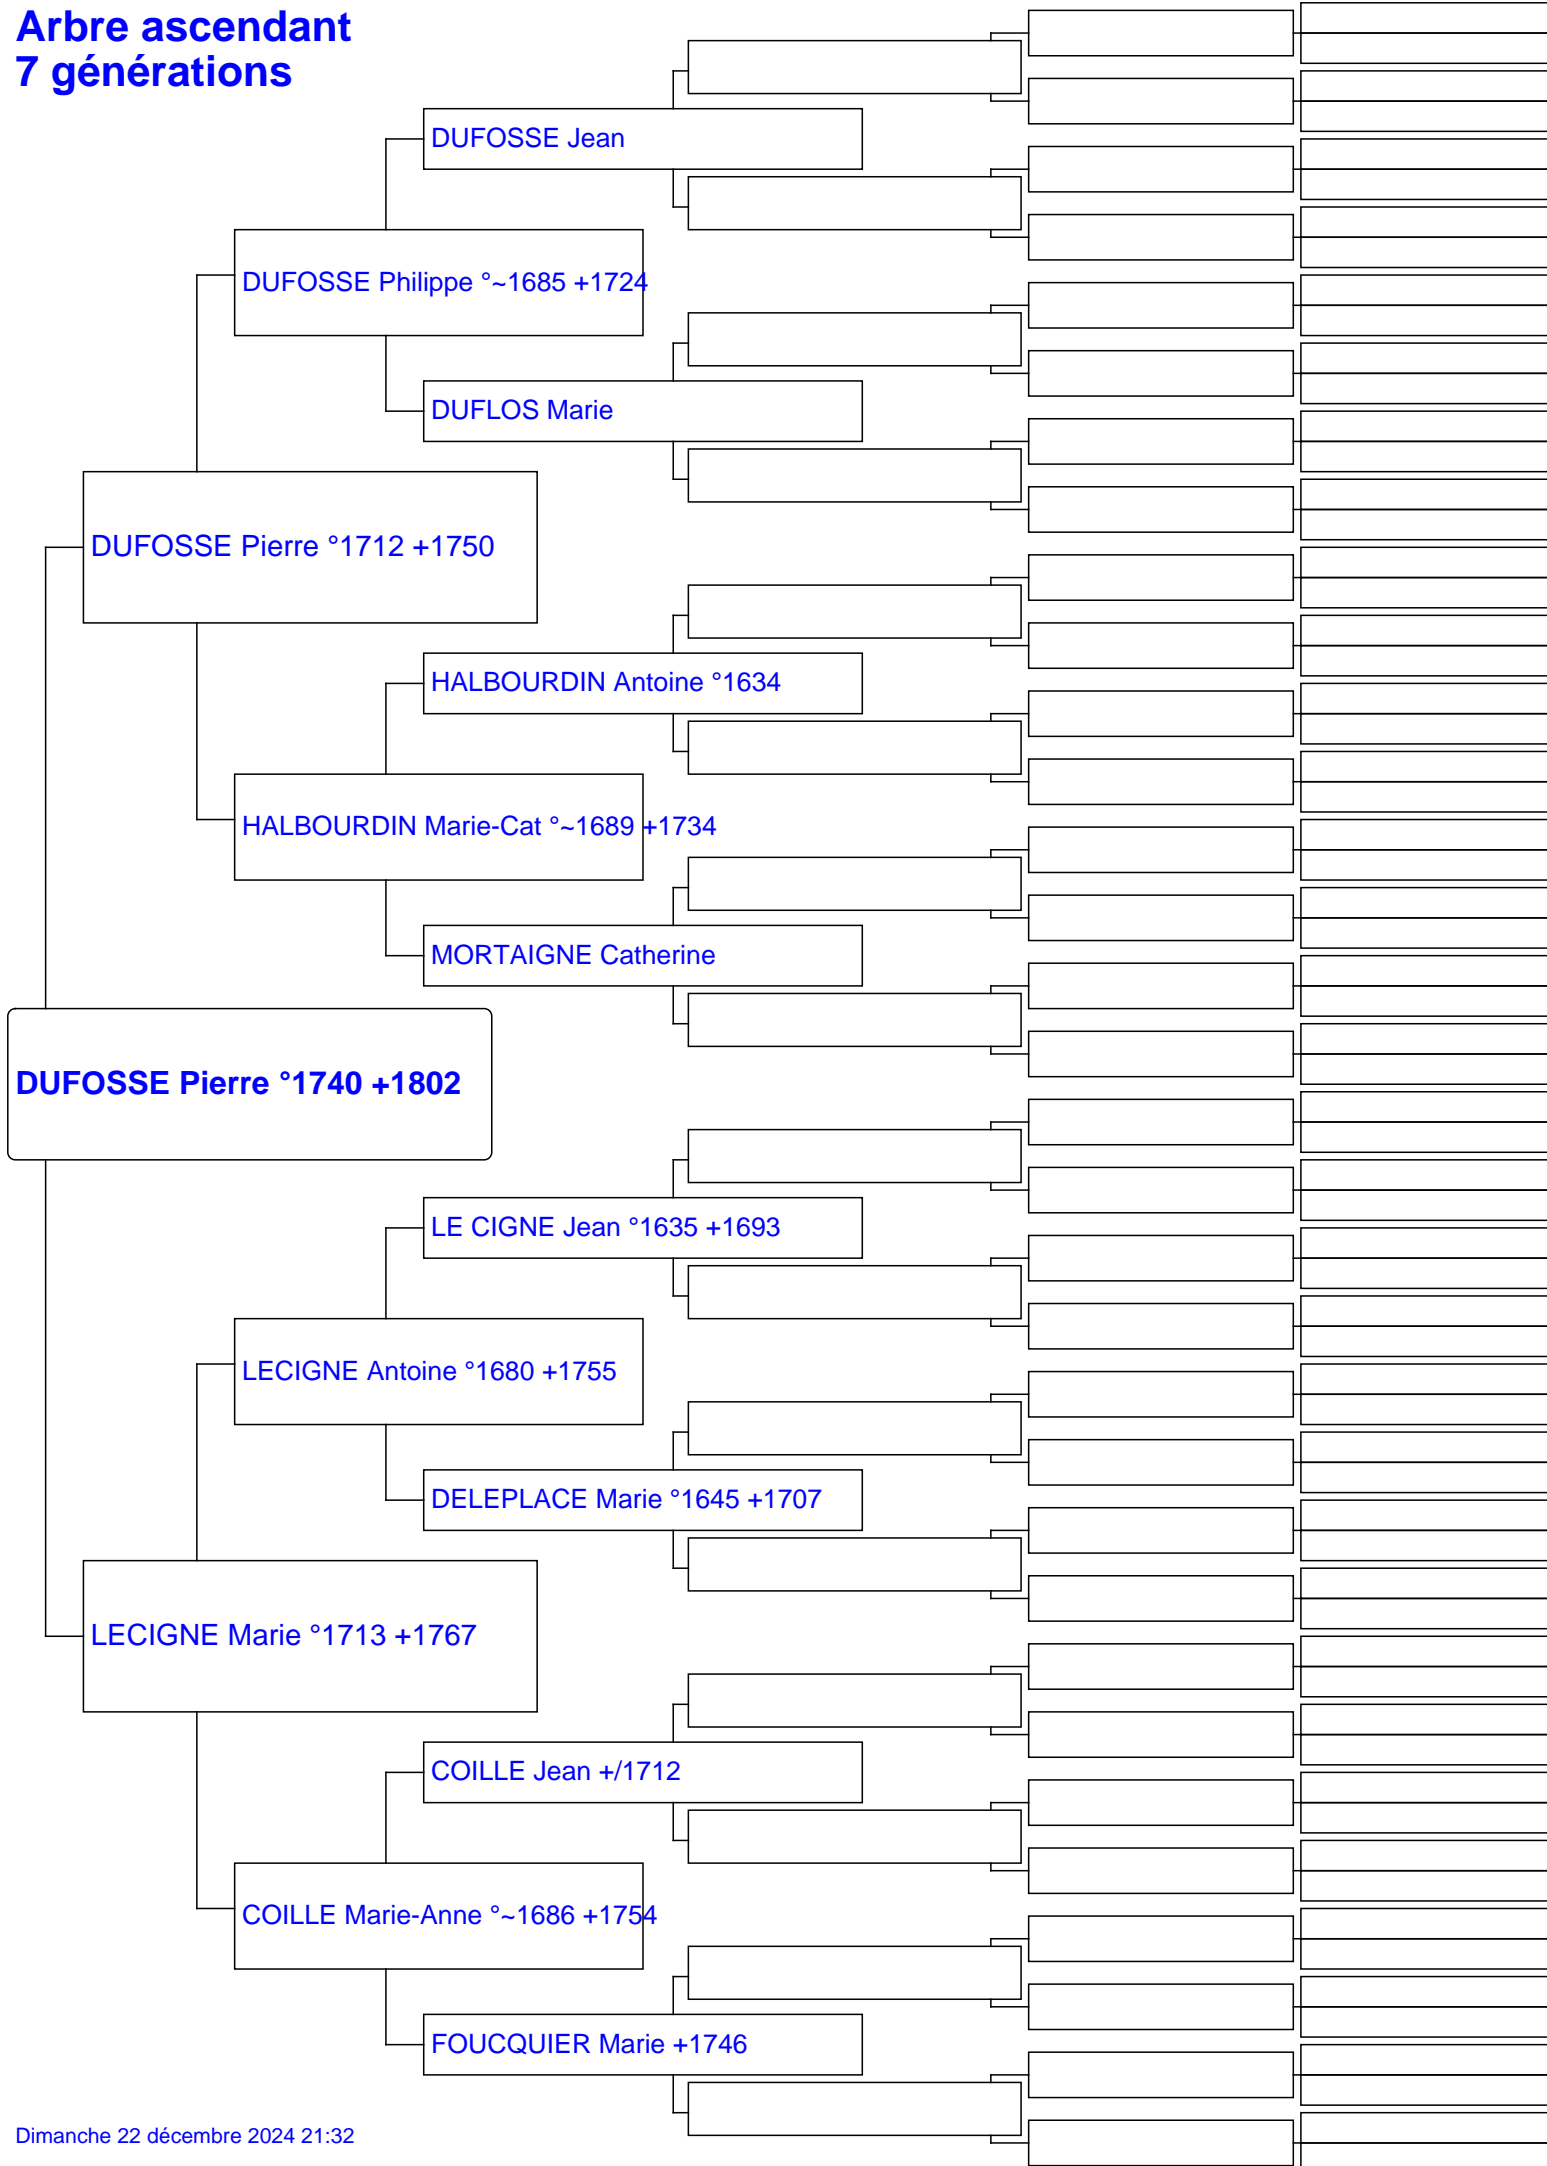 Arbre ascendant
7 générations
DUFOSSE Jean
DUFOSSE Philippe °~1685 +1724
DUFLOS Marie
DUFOSSE Pierre °1712 +1750
HALBOURDIN Antoine °1634
HALBOURDIN Marie-Cat °~1689 +1734
MORTAIGNE Catherine
DUFOSSE Pierre °1740 +1802
LE CIGNE Jean °1635 +1693
LECIGNE Antoine °1680 +1755
DELEPLACE Marie °1645 +1707
LECIGNE Marie °1713 +1767
COILLE Jean +/1712
COILLE Marie-Anne °~1686 +1754
FOUCQUIER Marie +1746
Dimanche 22 décembre 2024 21:32